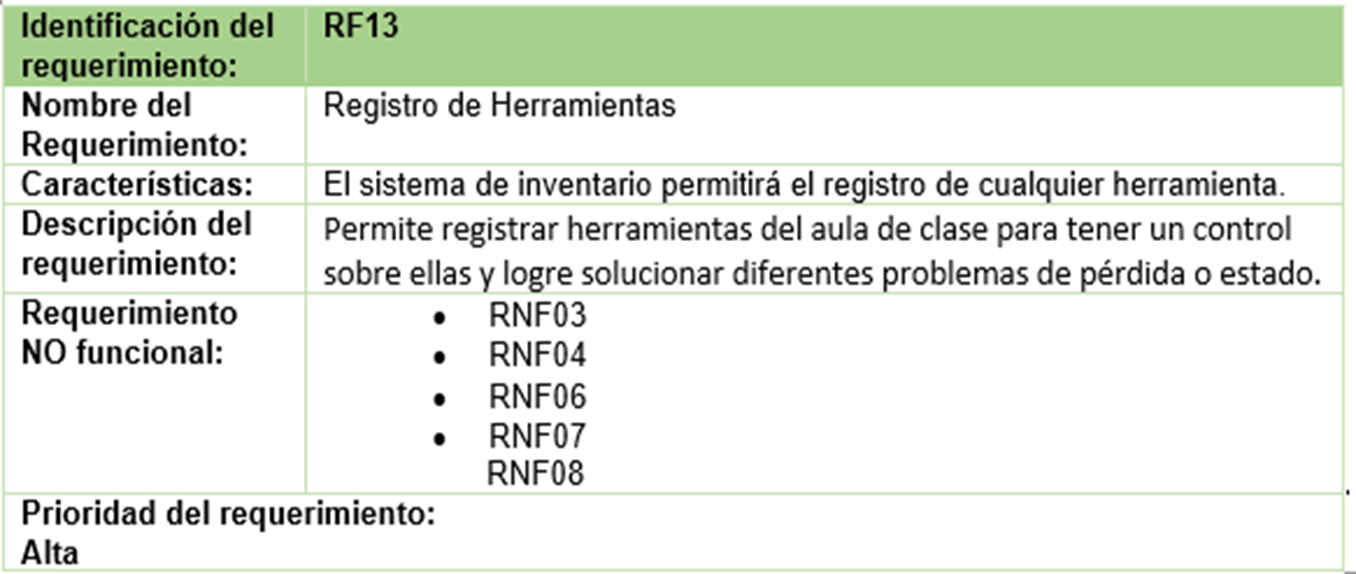 Identificación del requerimiento: RF13
Nombre del Requerimiento: Registro de Herramientas
Características: El sistema de inventario permitirá el registro de cualquier herramienta.
Descripción del requerimiento: Permite registrar herramientas del aula de clase para tener un control
sobre ellas y logre solucionar diferentes problemas de pérdida o estado.
Requerimiento NO funcional:
• RNF03
• RNF04
• RNF06
• RNF07
RNF08
Prioridad del requerimiento:
Alta
.